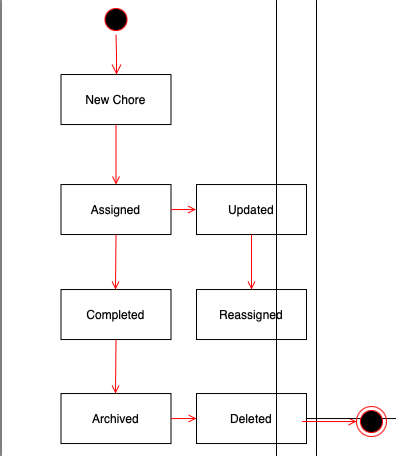 New Chore
Assigned
Updated
Completed
Reassigned
Archived
Deleted